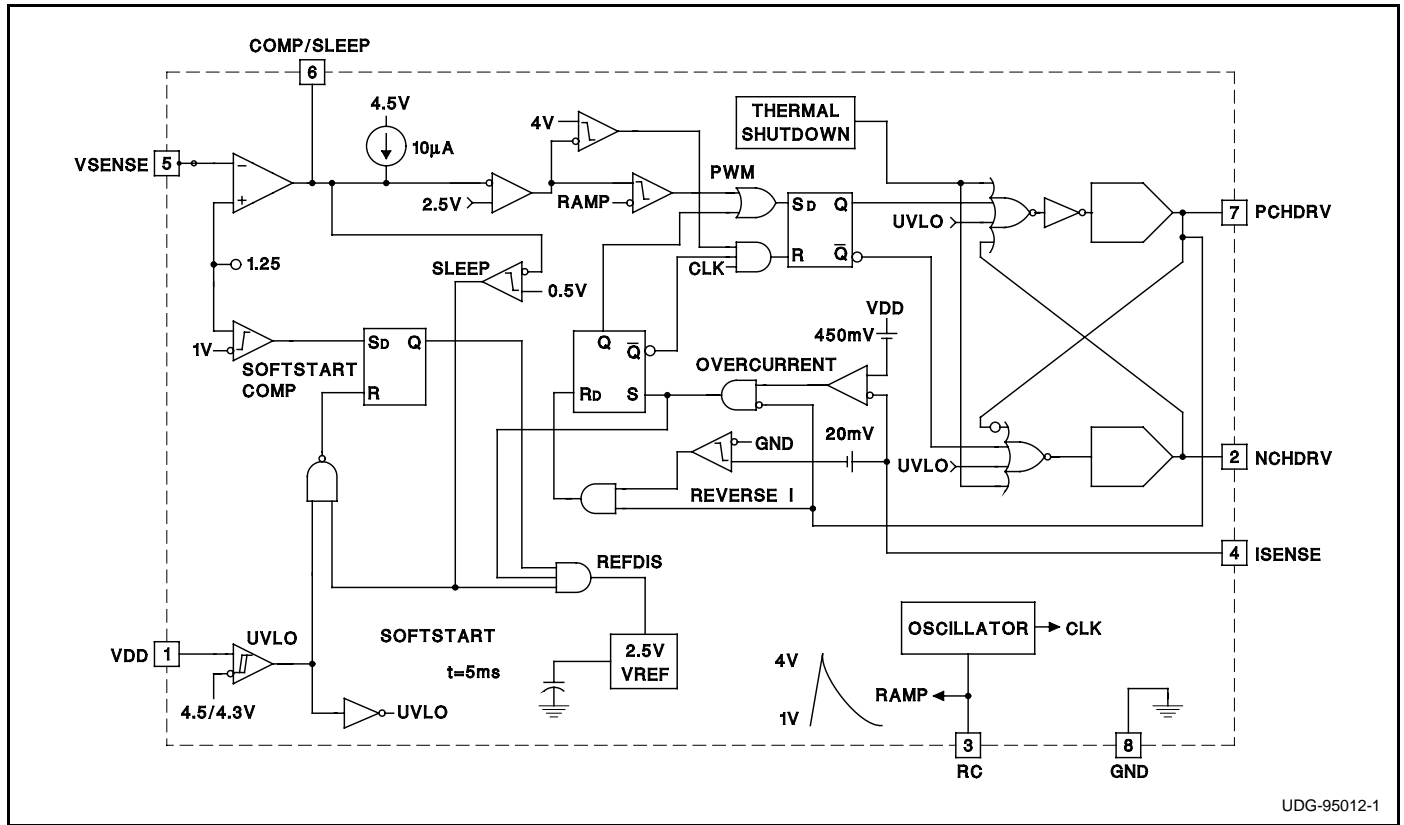 COMP/SLEEP
6
4.5V
10µA
4V
THERMAL
SHUTDOWN
VSENSE 5
−
+
2.5V
RAMP
PWM
SD Q
R Q
UVLO
7 PCHDRV
CLK
1.25
SLEEP
0.5V
VDD
450mV
1V
SOFTSTART
COMP
SD Q
R
Q Q
RD S
OVERCURRENT
20mV
GND
REVERSE I
UVLO
2 NCHDRV
4 ISENSE
REFDIS
VDD 1
UVLO
4.5/4.3V
UVLO
SOFTSTART
t=5ms
2.5V
VREF
OSCILLATOR
CLK
4V
1V
RAMP
3
RC
8
GND
UDG-95012-1